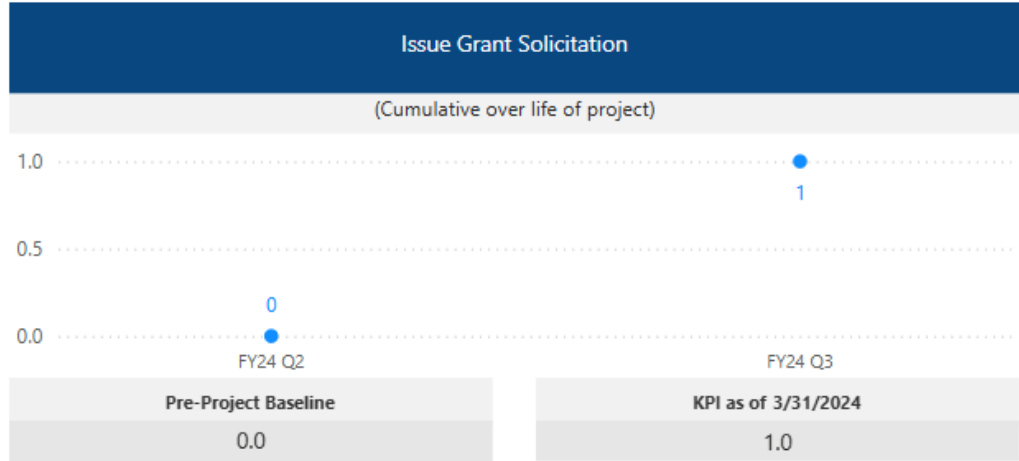 Issue Grant Solicitation
(Cumulative over life of project)
1.0
1
0.5
0
0.0
FY24 Q2 FY24 Q3
Pre-Project Baseline KPI as of 3/31/2024
0.0 1.0